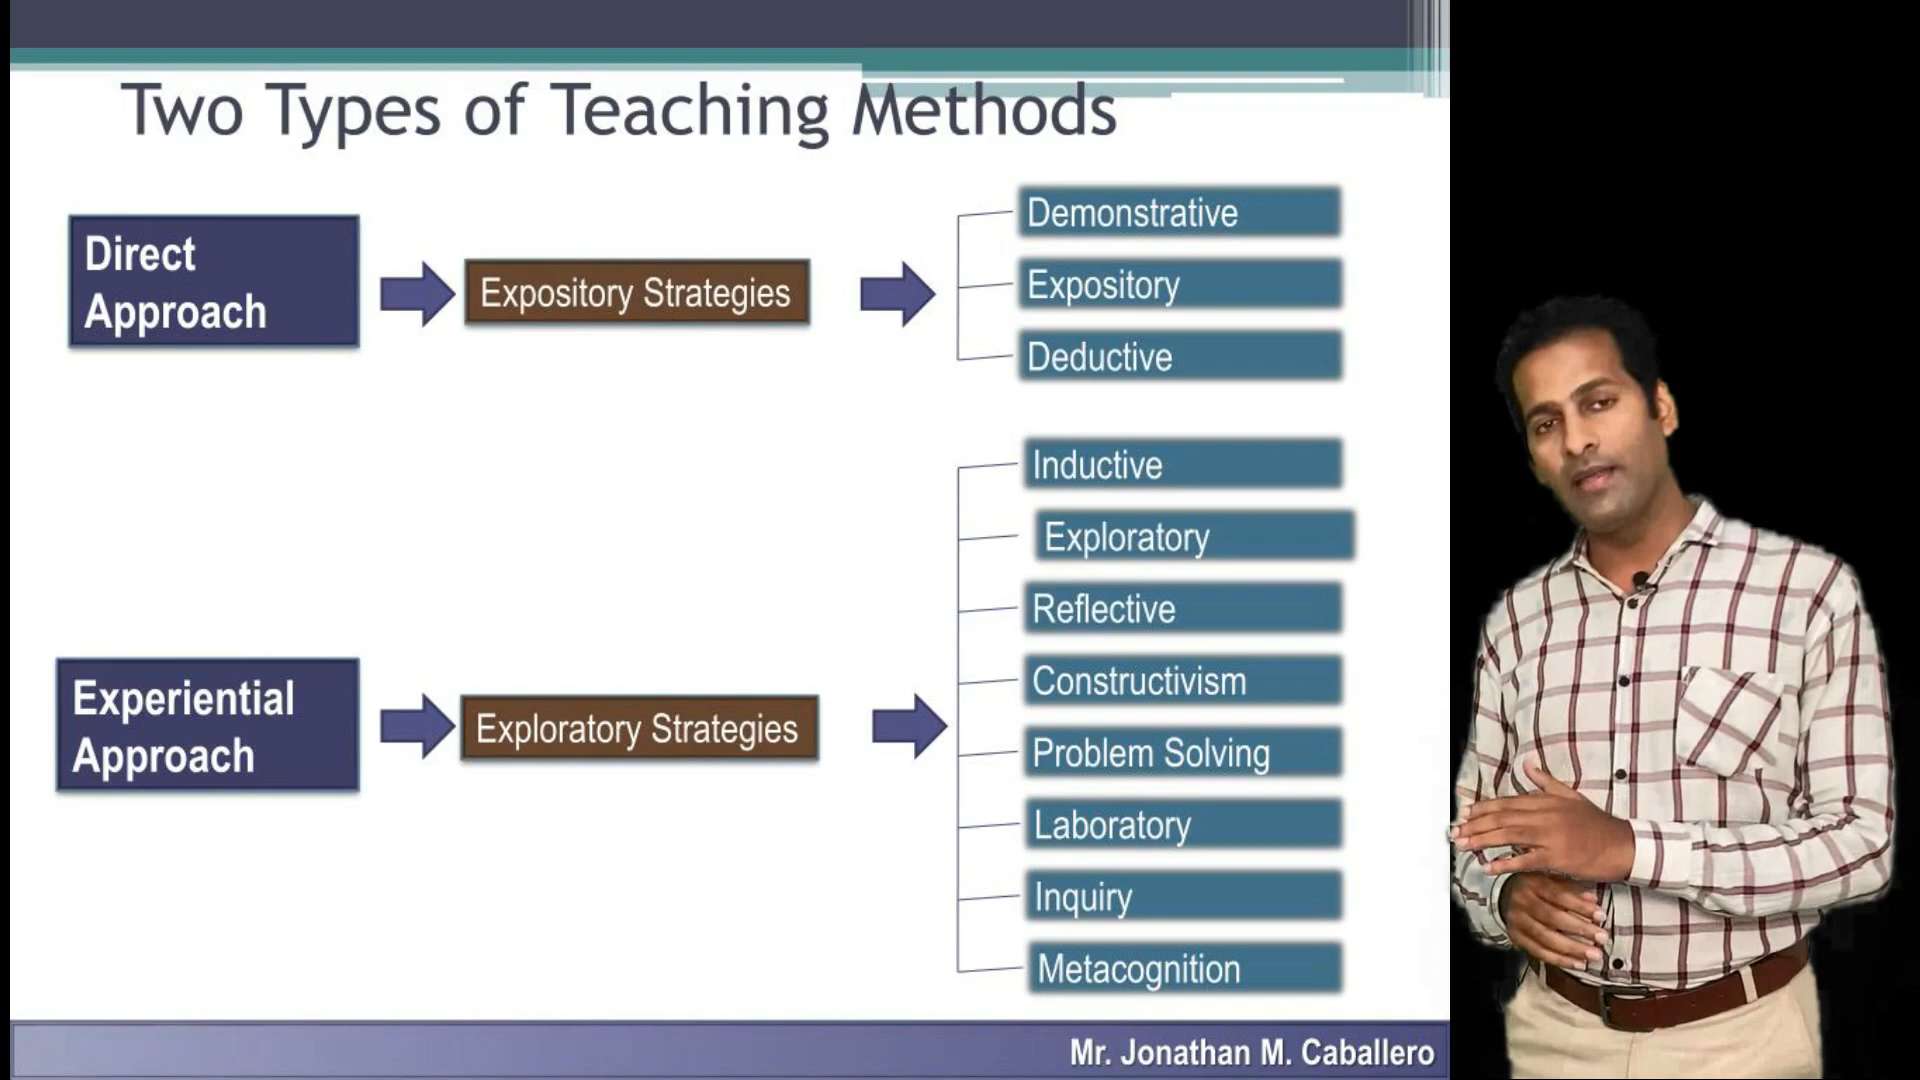 Two Types of Teaching Methods
Direct
Approach
Expository Strategies
Demonstrative
Expository
Deductive
Experiential
Approach
Exploratory Strategies
Inductive
Exploratory
Reflective
Constructivism
Problem Solving
Laboratory
Inquiry
Metacognition
Mr. Jonathan M. Caballero